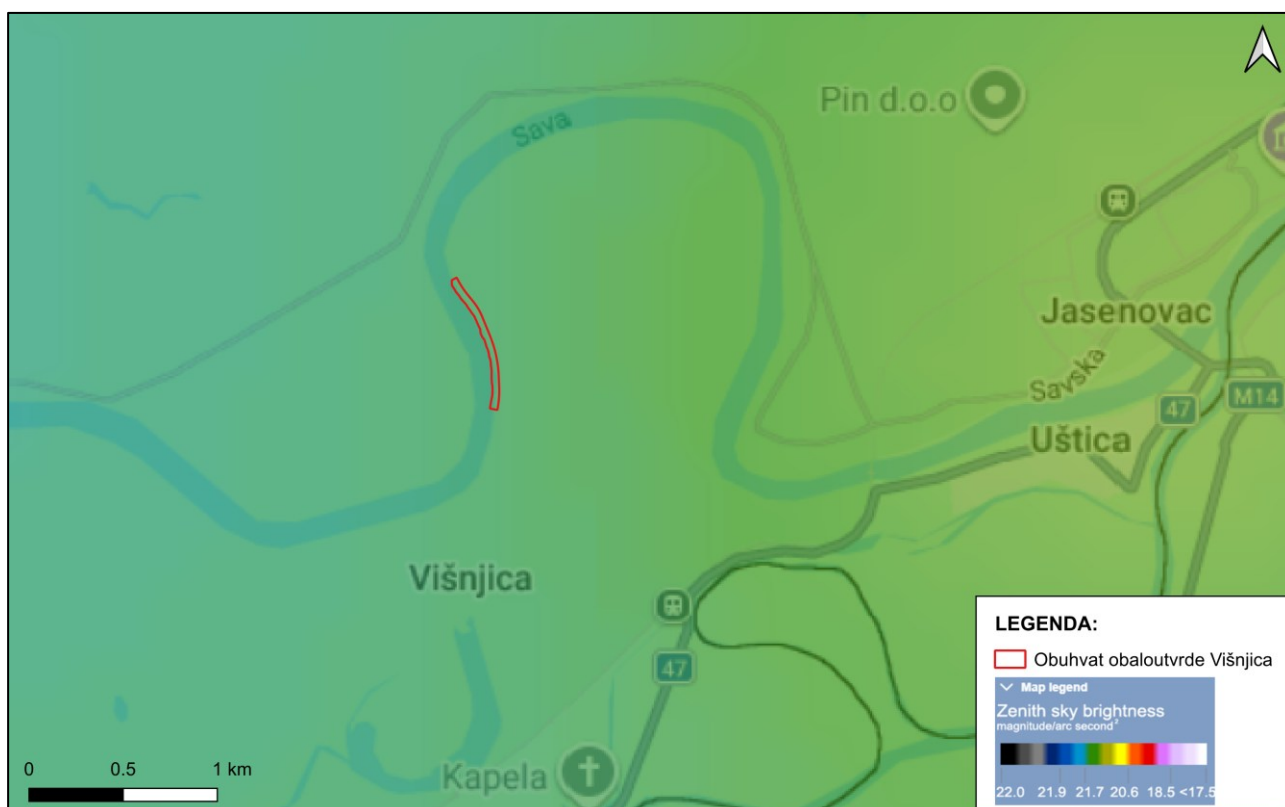 Pin d.o.o
Sava
Jasenovac
Savska
47
M14
Uštica
Višnjica
47
Kapela
0 0.5 1 km
LEGENDA:
Obuhvat obaloutvrde Višnjica
Map legend
Zenith sky brightness
magnitude/arc second²
22.0 21.9 21.7 20.6 18.5 <17.5